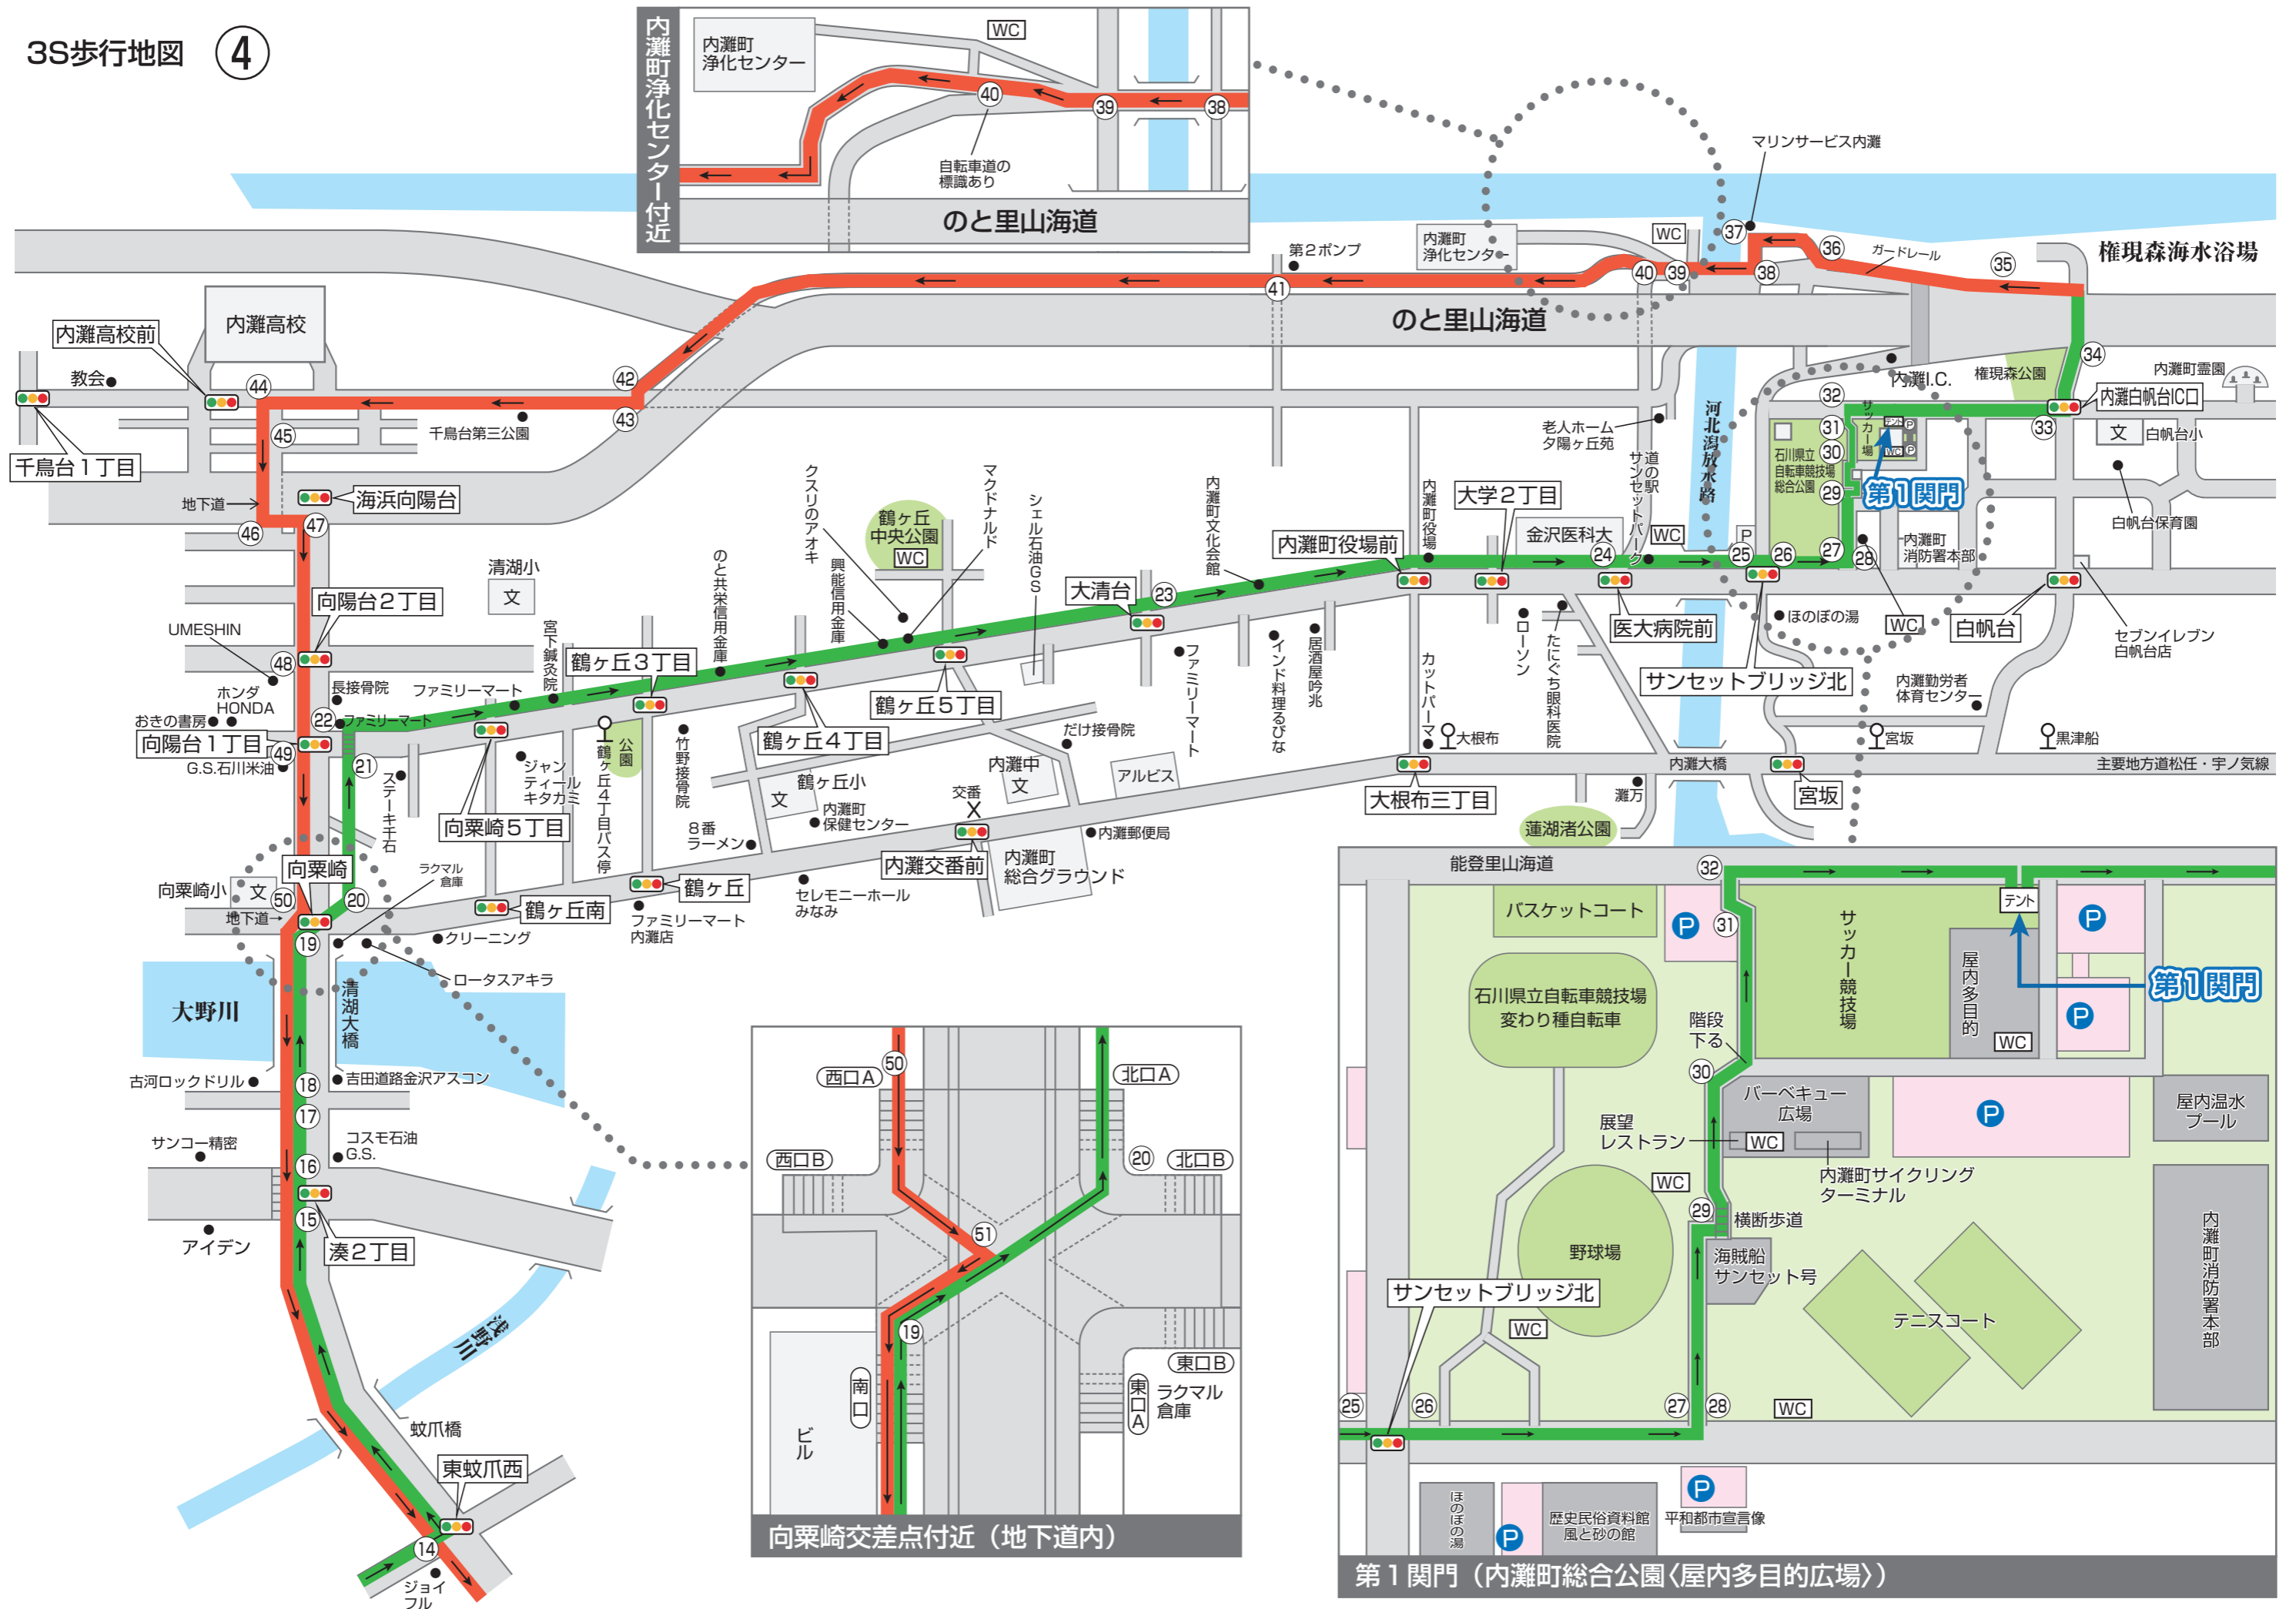 3S歩行地図 ④
内灘町浄化センター付近
内灘町
浄化センター
WC
㊵
㊴
㊳
自転車道の
標識あり
のと里山海道
マリンサービス内灘
㊲
㊱
ガードレール
㉟
権現森海水浴場
第2ポンプ
内灘町
浄化センター
WC
㊶
㊵
㊴
㊳
のと里山海道
内灘高校
内灘高校前
教会
㊹
㊺
千鳥台1丁目
千鳥台第三公園
㊷
㊸
地下道→
海浜向陽台
㊻
㊼
㉞
内灘I.C.
権現森公園
内灘町霊園
内灘白帆台IC口
㉝
文
白帆台小
白帆台保育園
㉜
㉛
㉚
㉙
サッカー場
テント
P
WC
P
石川県立
自転車競技場
総合公園
第1関門
河北潟放水路
老人ホーム
夕陽ヶ丘苑
道の駅
サンセットパーク
WC
P
内灘町
消防署本部
㉗
㉘
㉖
㉕
㉔
金沢医科大
大学2丁目
内灘町役場
内灘町役場前
内灘町文化会館
大清台
㉓
シェル石油GS
マクドナルド
鶴ヶ丘
中央公園
WC
クスリのアオキ
興能信用金庫
のと共栄信用金庫
鶴ヶ丘3丁目
宮下鍼灸院
清湖小
文
向陽台2丁目
UMESHIN
㊽
ホンダ
HONDA
長接骨院
ファミリーマート
おきの書房
㉒
ファミリーマート
向陽台1丁目
㊾
G.S.石川米油
㉑
ステーキ千石
向粟崎5丁目
ジャン
ティール
キタカミ
鶴ヶ丘4丁目バス停
公園
竹野接骨院
鶴ヶ丘4丁目
鶴ヶ丘5丁目
鶴ヶ丘小
文
内灘町
保健センター
8番
ラーメン
交番
内灘中
文
だけ接骨院
アルビス
ファミリーマート
インド料理るびな
居酒屋吟兆
カットパーマ
大根布
大根布三丁目
ローソン
たにぐち眼科医院
医大病院前
サンセットブリッジ北
ほのぼの湯
WC
白帆台
セブンイレブン
白帆台店
内灘勤労者
体育センター
宮坂
黒津船
内灘大橋
主要地方道松任・宇ノ気線
宮坂
灘万
蓮湖渚公園
内灘交番前
内灘郵便局
内灘町
総合グラウンド
セレモニーホール
みなみ
鶴ヶ丘
ファミリーマート
内灘店
鶴ヶ丘南
クリーニング
ラクマル
倉庫
ロータスアキラ
向粟崎
向粟崎小
文
㊿
⑳
地下道→
⑲
大野川
清湖大橋
古河ロックドリル
⑱
吉田道路金沢アスコン
⑰
サンコー精密
コスモ石油
G.S.
⑯
⑮
アイデン
湊2丁目
浅野川
蚊爪橋
東蚊爪西
⑭
ジョイ
フル
㊿
西口A
北口A
西口B
⑳
北口B
51
⑲
南口
東口B
東口A
ラクマル
倉庫
ビル
向粟崎交差点付近（地下道内）
能登里山海道
㉜
バスケットコート
P
㉛
サッカー競技場
テント
P
屋内多目的
WC
P
第1関門
石川県立自転車競技場
変わり種自転車
階段
下る
㉚
バーベキュー
広場
展望
レストラン
WC
P
屋内温水
プール
内灘町サイクリング
ターミナル
WC
㉙
横断歩道
野球場
海賊船
サンセット号
テニスコート
内灘町消防署本部
サンセットブリッジ北
WC
㉕
㉖
㉗
㉘
WC
ほのぼの湯
P
歴史民俗資料館
風と砂の館
P
平和都市宣言像
第1関門（内灘町総合公園〈屋内多目的広場〉）